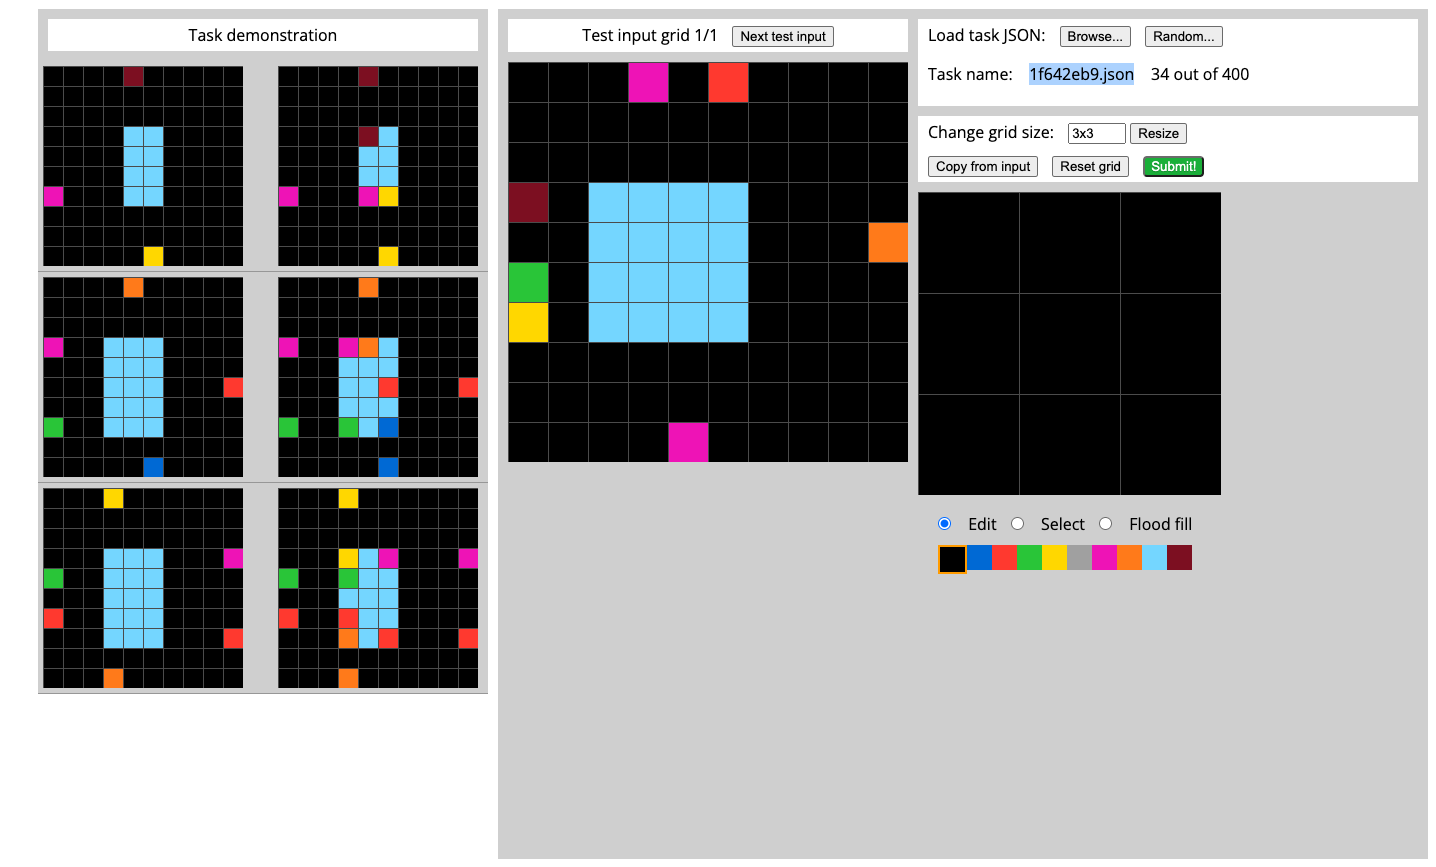 Task demonstration
Test input grid 1/1 Next test input
Load task JSON: Browse... Random...
Task name: 1f642eb9.json 34 out of 400
Change grid size: 3x3 Resize
Copy from input Reset grid Submit!
Edit Select Flood fill